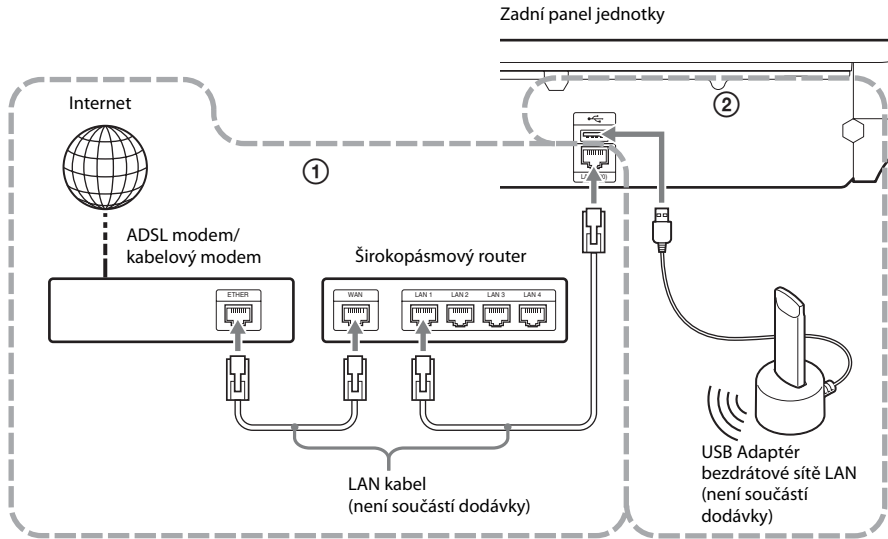 Zadní panel jednotky
Internet
①
②
ADSL modem/
kabelový modem
Širokopásmový router
ETHER
WAN
LAN 1
LAN 2
LAN 3
LAN 4
LAN kabel
(není součástí dodávky)
USB Adaptér
bezdrátové sítě LAN
(není součástí
dodávky)